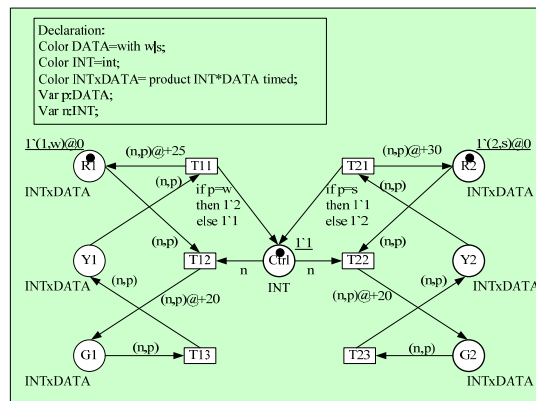 Declaration:
Color DATA=with w|s;
Color INT=int;
Color INTxDATA= product INT*DATA timed;
Var p:DATA;
Var n:INT;
1`(1,w)@0
(n,p)@+25
T11
T21
(n,p)@+30
1`(2,s)@0
R1
R2
INTxDATA
(n,p)
if p=w
then 1`2
else 1`1
if p=s
then 1`1
else 1`2
(n,p)
INTxDATA
(n,p)
1`1
(n,p)
Y1
T12
n
Ctrl
n
T22
Y2
INTxDATA
(n,p)
(n,p)@+20
INT
(n,p)@+20
(n,p)
INTxDATA
G1
(n,p)
T13
T23
(n,p)
G2
INTxDATA
INTxDATA